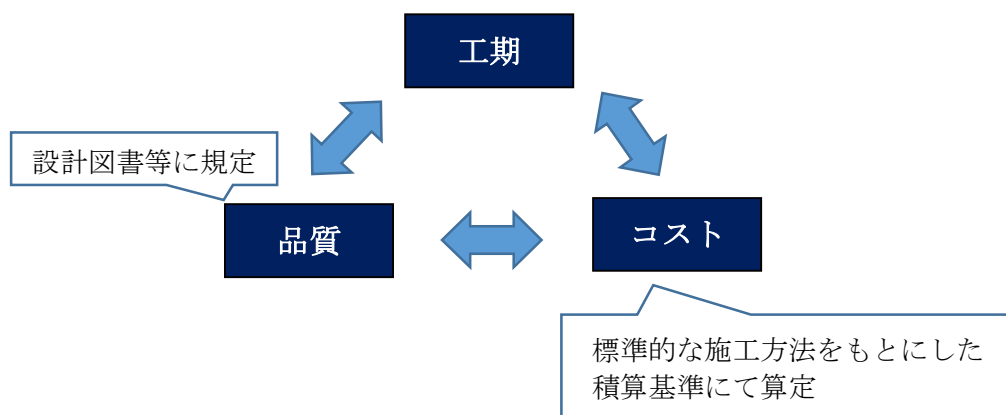 工期
設計図書等に規定
品質
コスト
標準的な施工方法をもとにした
積算基準にて算定